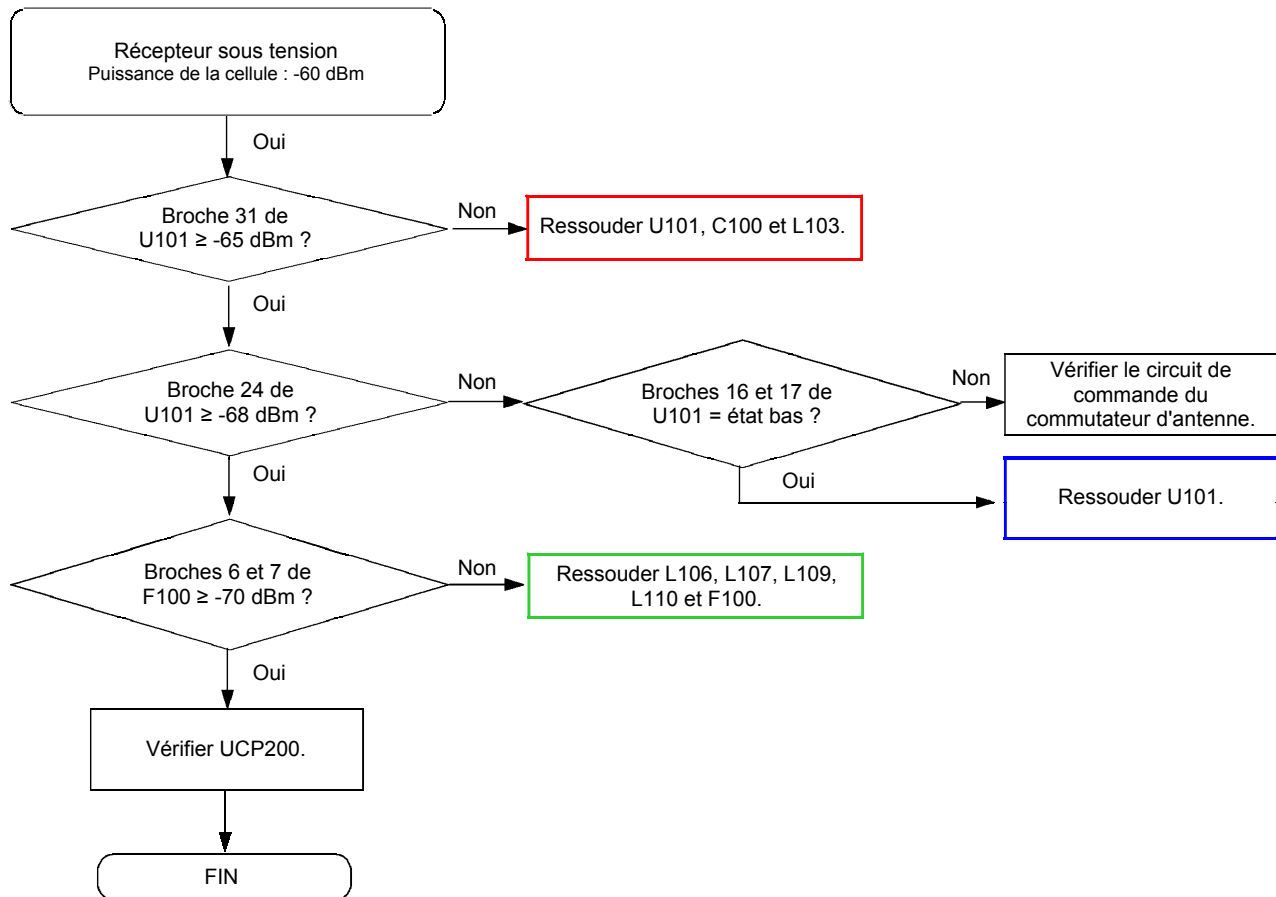 Récepteur sous tension
Puissance de la cellule : -60 dBm
Oui
Broche 31 de
U101 ≥ -65 dBm ?
Non
Ressouder U101, C100 et L103.
Oui
Broche 24 de
U101 ≥ -68 dBm ?
Non
Broches 16 et 17 de
U101 = état bas ?
Non
Vérifier le circuit de
commande du
commutateur d'antenne.
Oui
Ressouder U101.
Oui
Broches 6 et 7 de
F100 ≥ -70 dBm ?
Non
Ressouder L106, L107, L109,
L110 et F100.
Oui
Vérifier UCP200.
FIN